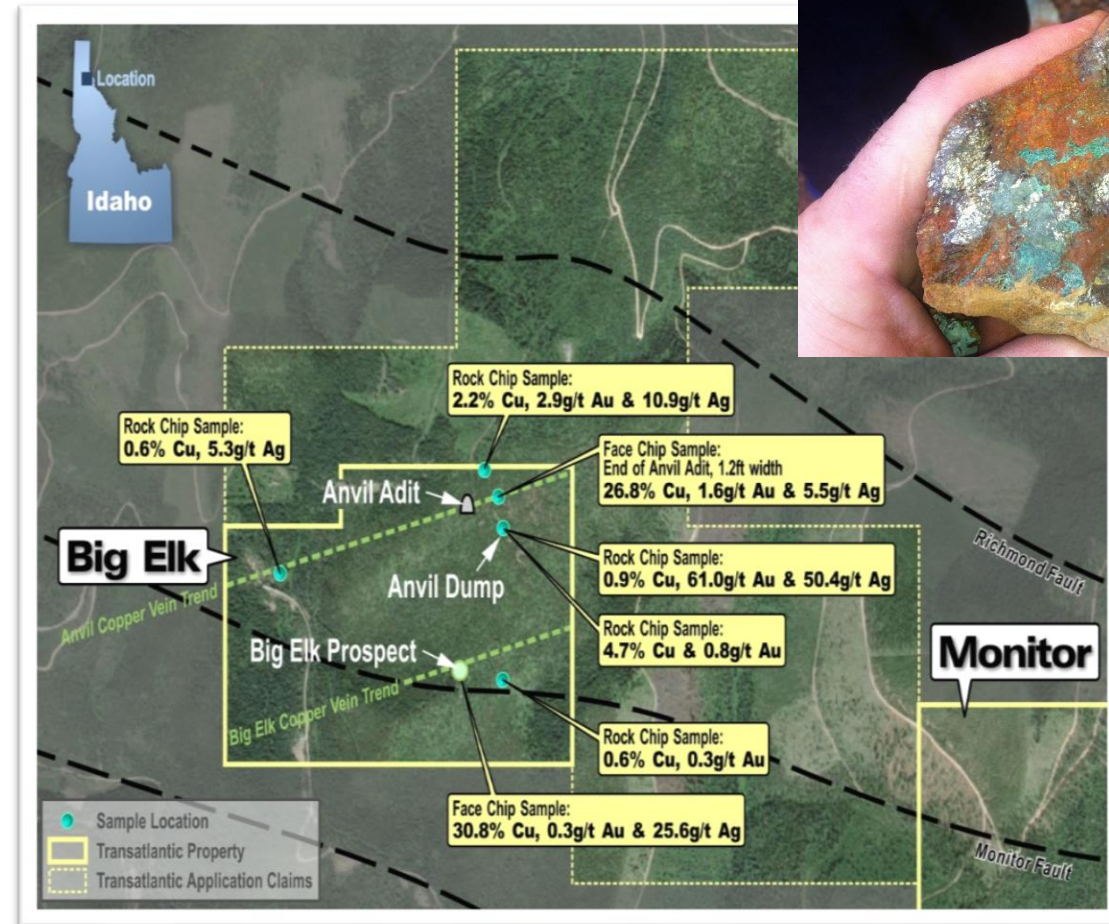 Location
Idaho
Rock Chip Sample:
2.2% Cu, 2.9g/t Au & 10.9g/t Ag
Rock Chip Sample:
0.6% Cu, 5.3g/t Ag
Face Chip Sample:
End of Anvil Adit, 1.2ft width
26.8% Cu, 1.6g/t Au & 5.5g/t Ag
Anvil Adit
Big Elk
Anvil Dump
Rock Chip Sample:
0.9% Cu, 61.0g/t Au & 50.4g/t Ag
Richmond Fault
Anvil Copper Vein Trend
Rock Chip Sample:
4.7% Cu & 0.8g/t Au
Big Elk Prospect
Monitor
Big Elk Copper Vein Trend
Rock Chip Sample:
0.6% Cu, 0.3g/t Au
Face Chip Sample:
30.8% Cu, 0.3g/t Au & 25.6g/t Ag
Monitor Fault
Sample Location
Transatlantic Property
Transatlantic Application Claims